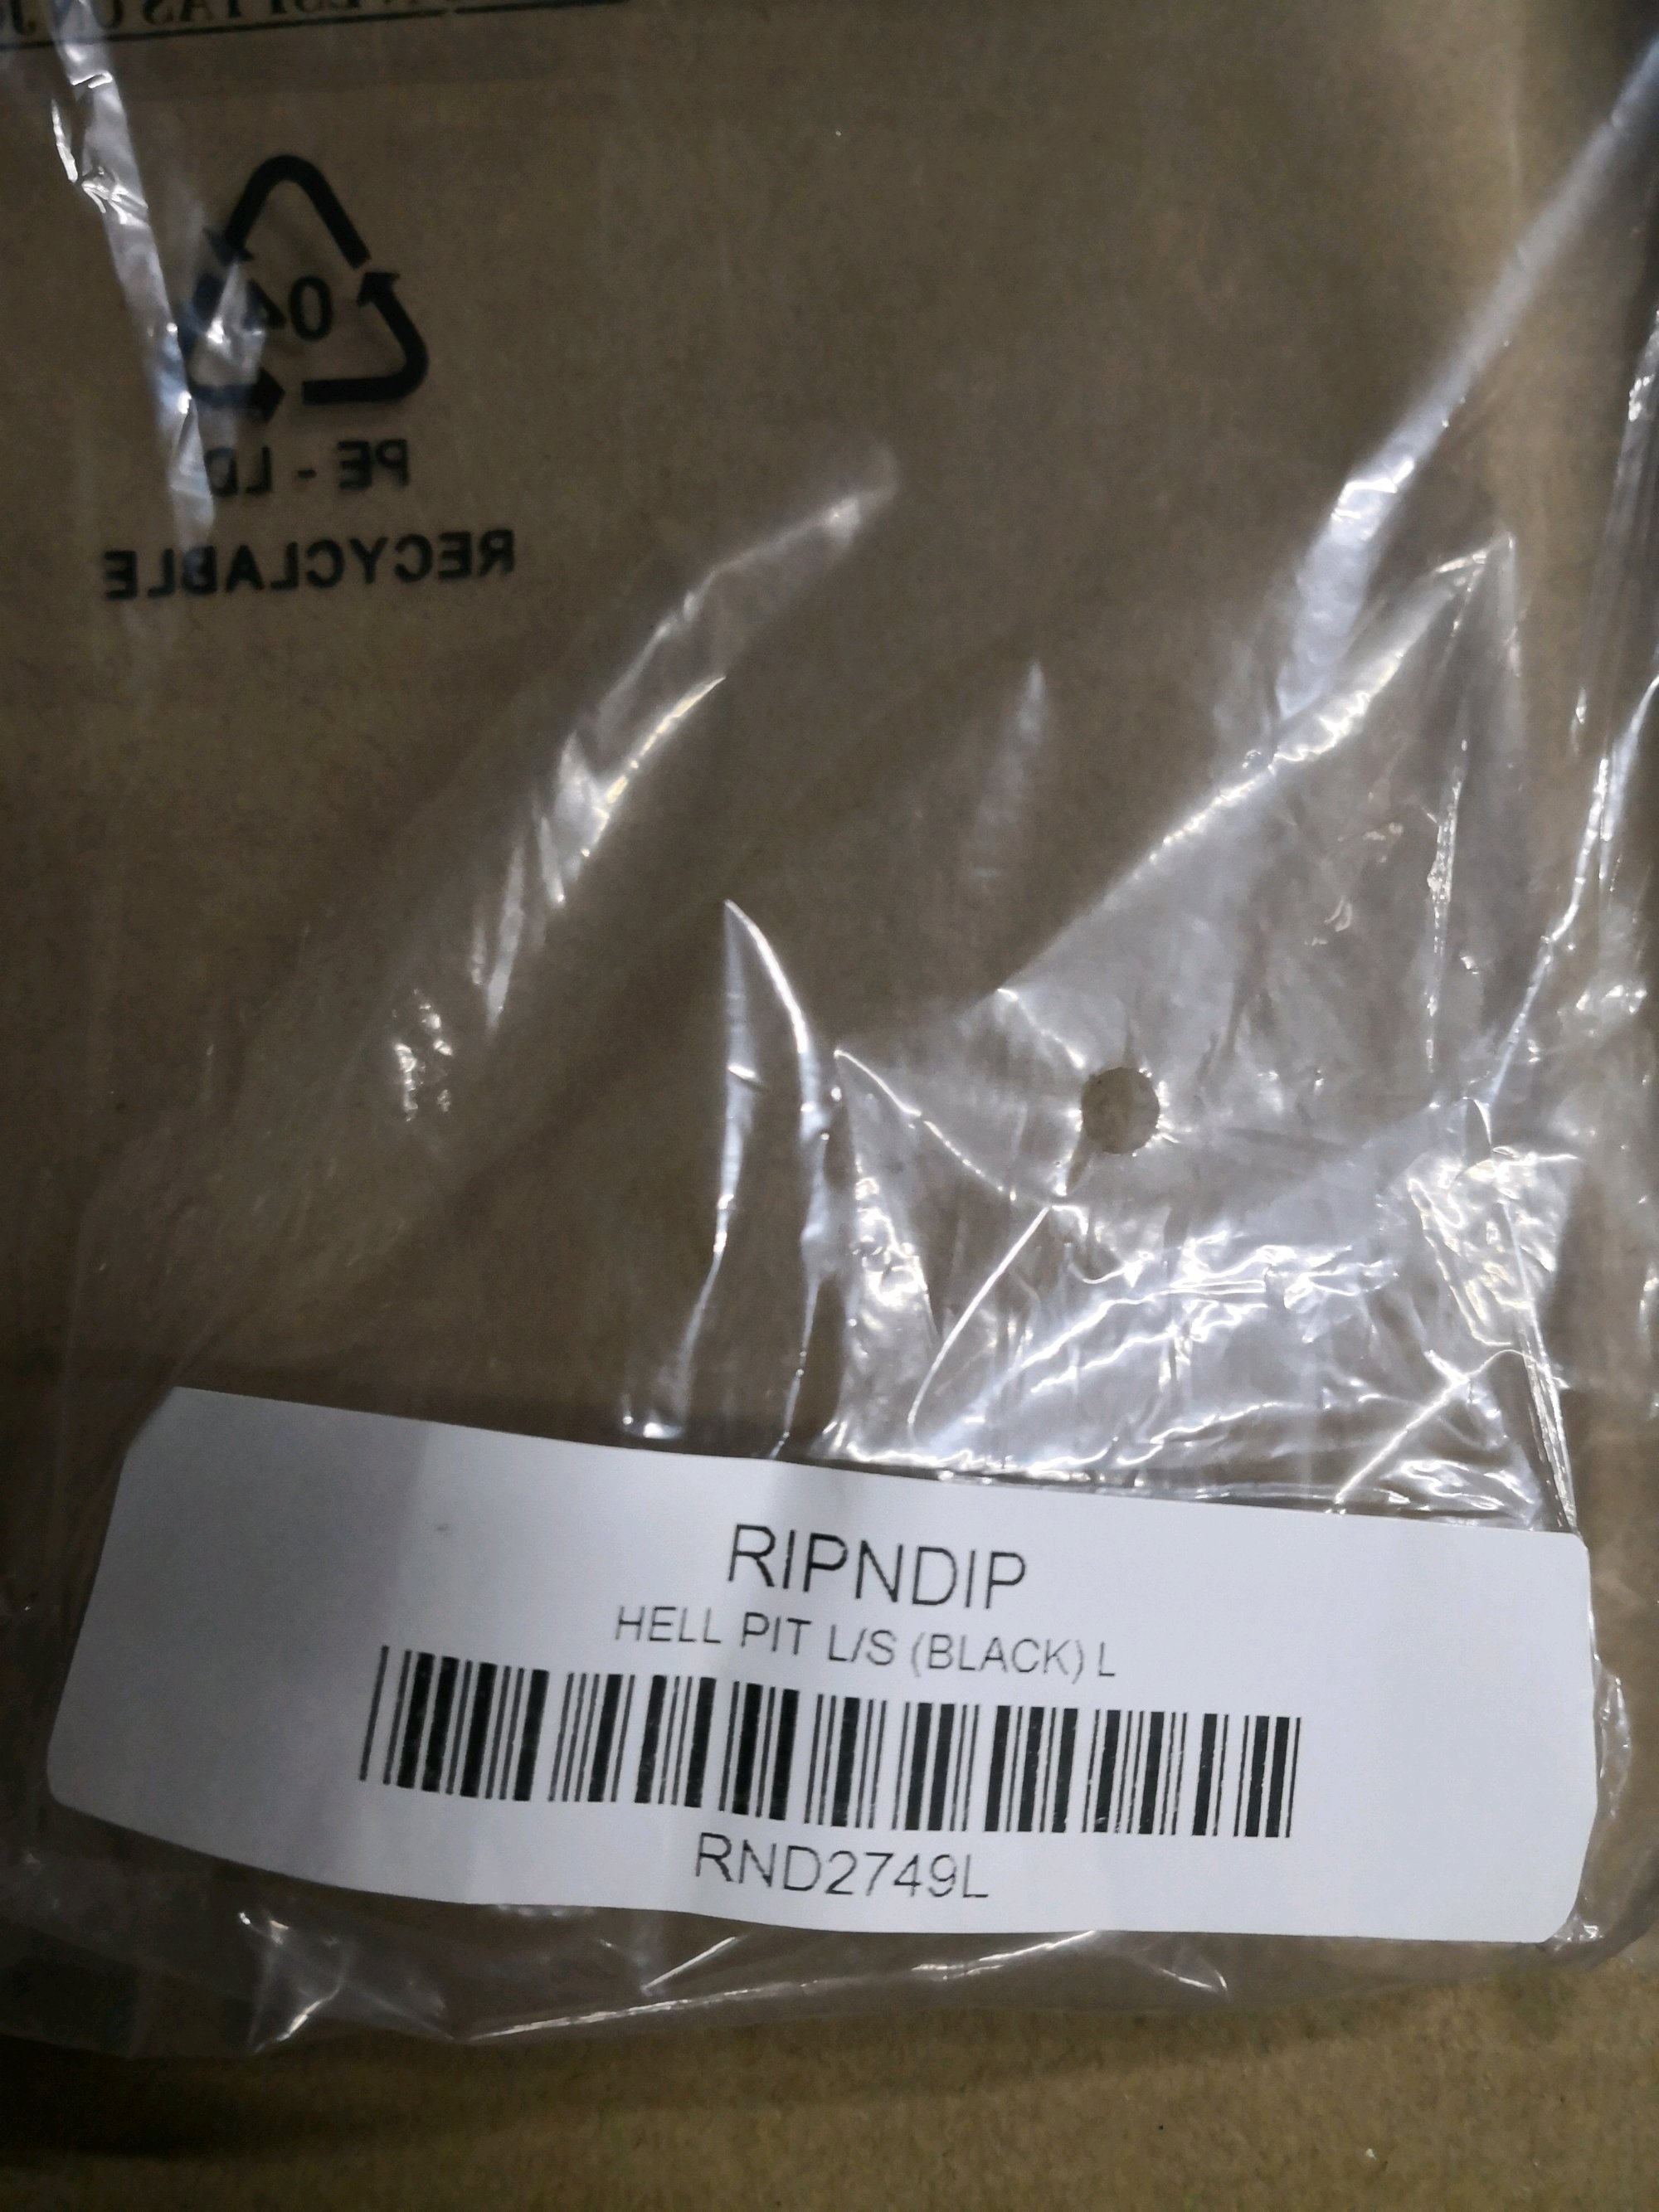 04
PE - LD
RECYCLABLE
RIPNDIP
HELL PIT L/S (BLACK) L
RND2749L